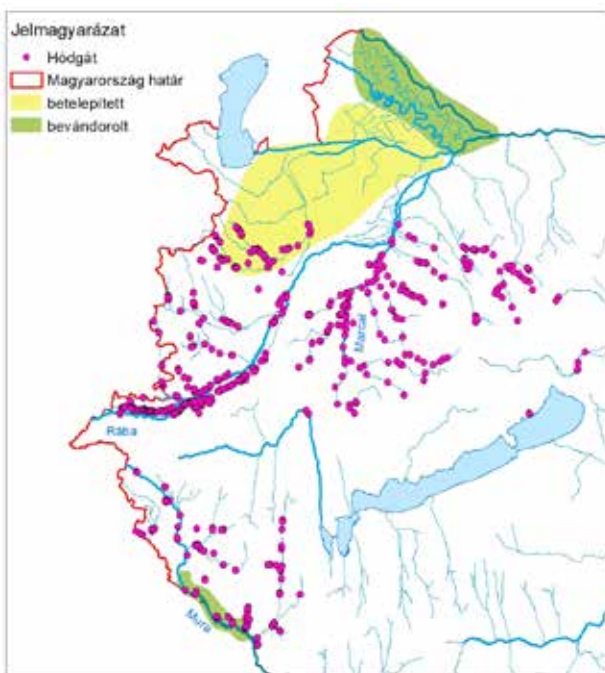 Jelmagyarázat
Hódgát
Magyarország határ
betelepített
bevándorolt
Marcal
Rába
Mura